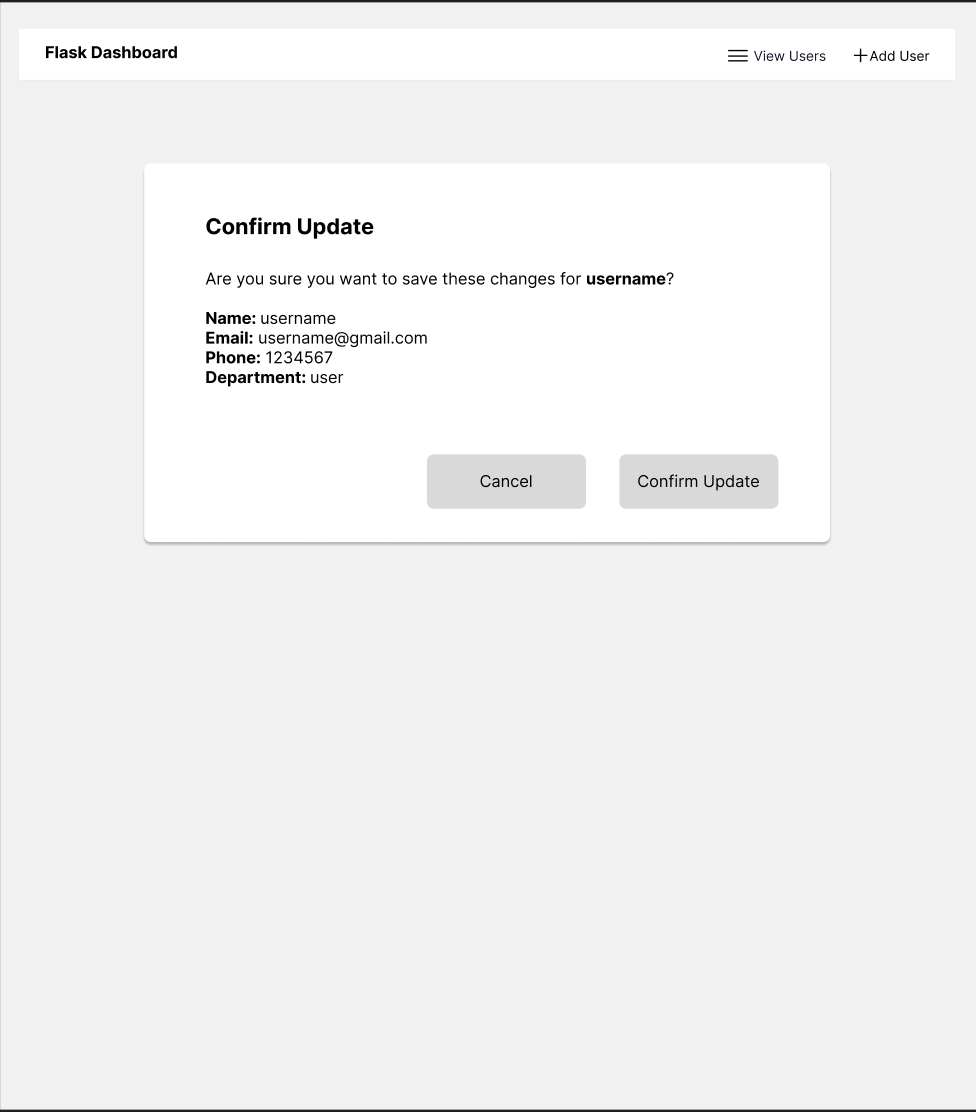 Flask Dashboard
View Users
Add User
Confirm Update
Are you sure you want to save these changes for username?
Name: username
Email: username@gmail.com
Phone: 1234567
Department: user
Cancel
Confirm Update